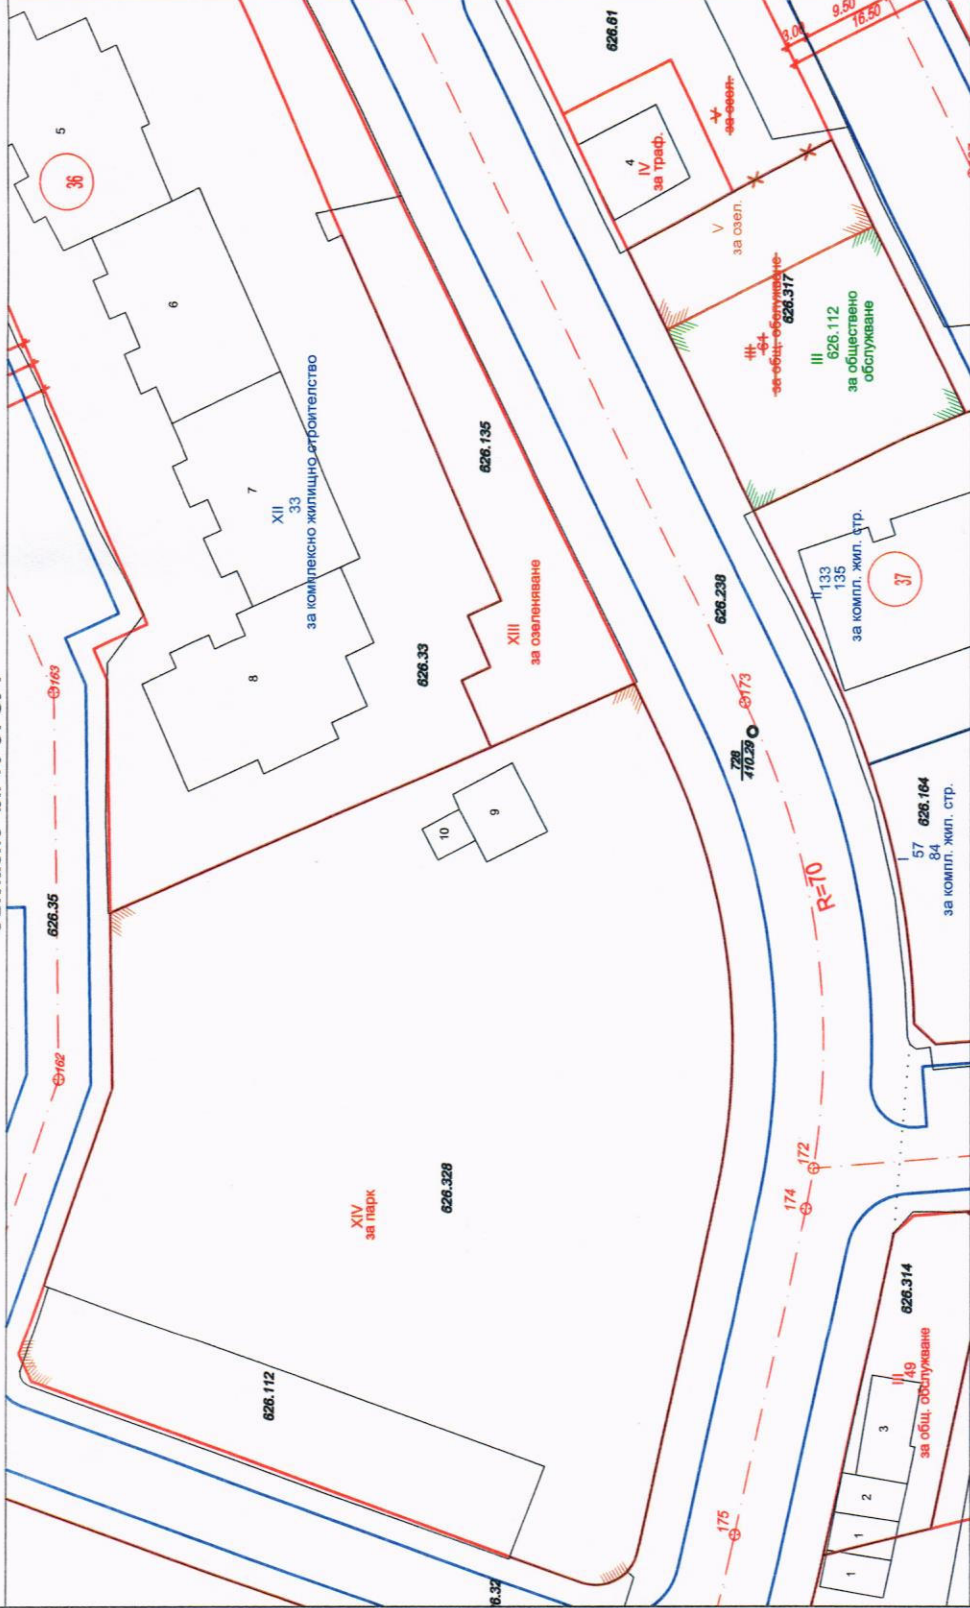 5
36
6
7
XII
33
за комплексно жилищно строителство
8
626.35
163
162
626.33
626.135
XIII
за озеленяване
10
9
626.61
4
IV
за траф.
V
за озел.
V
за озел.
3.00
9.50
16.50
III
64
за общ. обслужване
626.317
III
626.112
за обществено
обслужване
626.238
173
728
410.29
II 133
135
за компл. жил. стр.
37
R=70
I
57
84
626.164
за компл. жил. стр.
XIV
за парк
626.328
626.112
174
172
175
626.314
III
49
за общ. обслужване
3
2
1
1